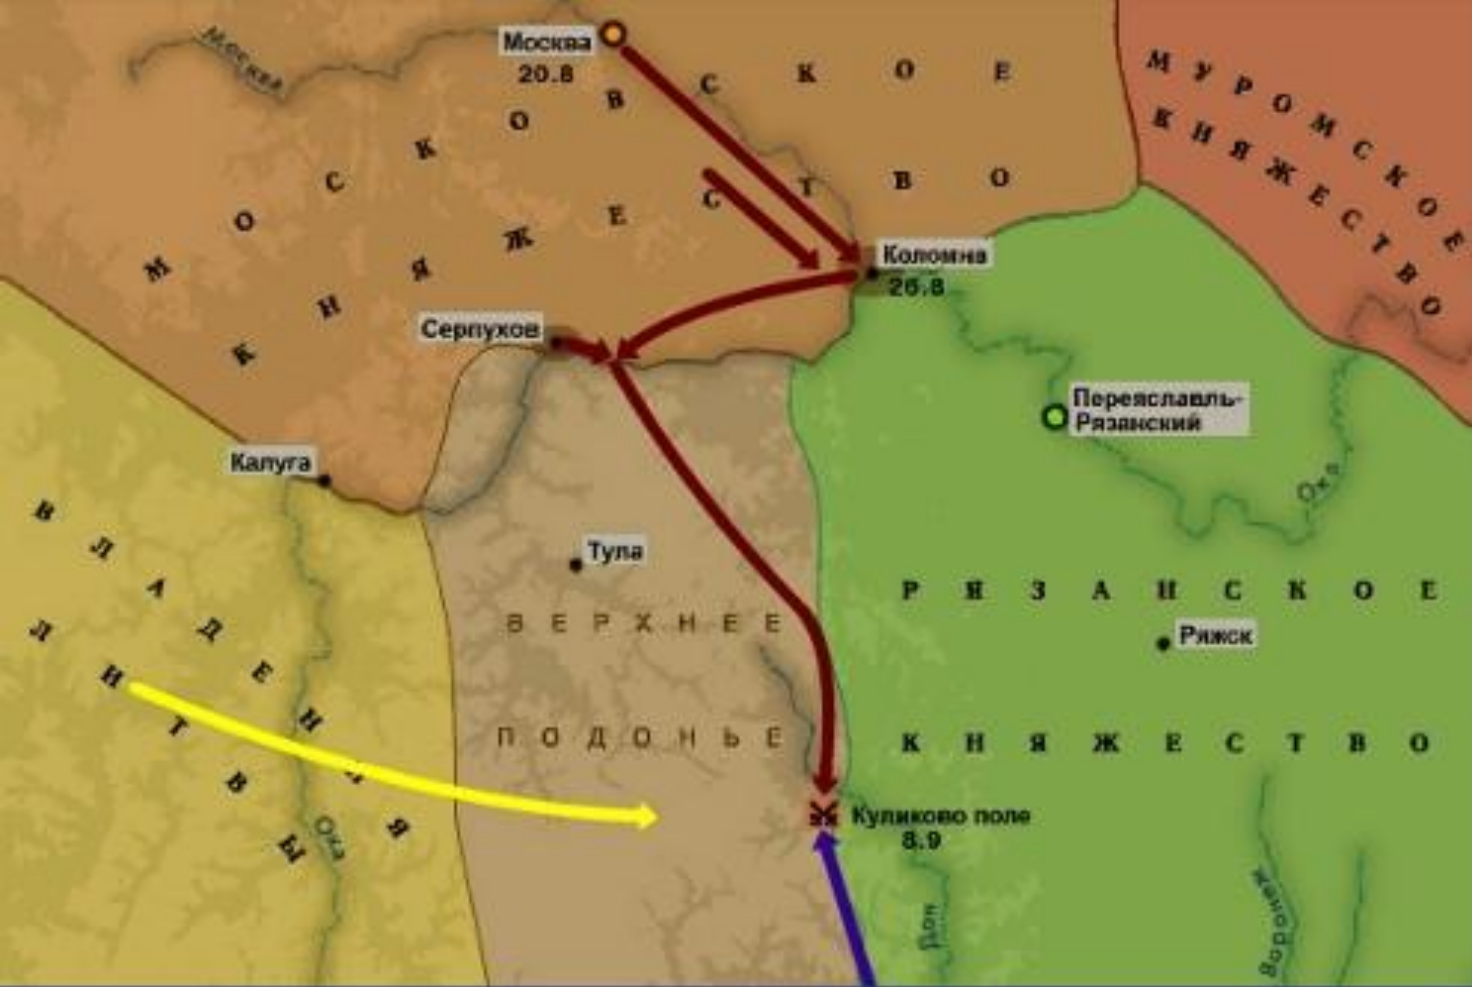 Москва
Москва
20.8
МОСКОВСКОЕ
КНЯЖЕСТВО
МУРОМСКОЕ
КНЯЖЕСТВО
Коломна
26.8
Серпухов
Переяславль-
Рязанский
Калуга
Ока
Тула
ВЛАДЕНИЯ
ЛИТВЫ
РЯЗАНСКОЕ
ВЕРХНЕЕ
Ряжск
ПОДОНЬЕ
КНЯЖЕСТВО
Куликово поле
8.9
Ока
Дон
Воронеж